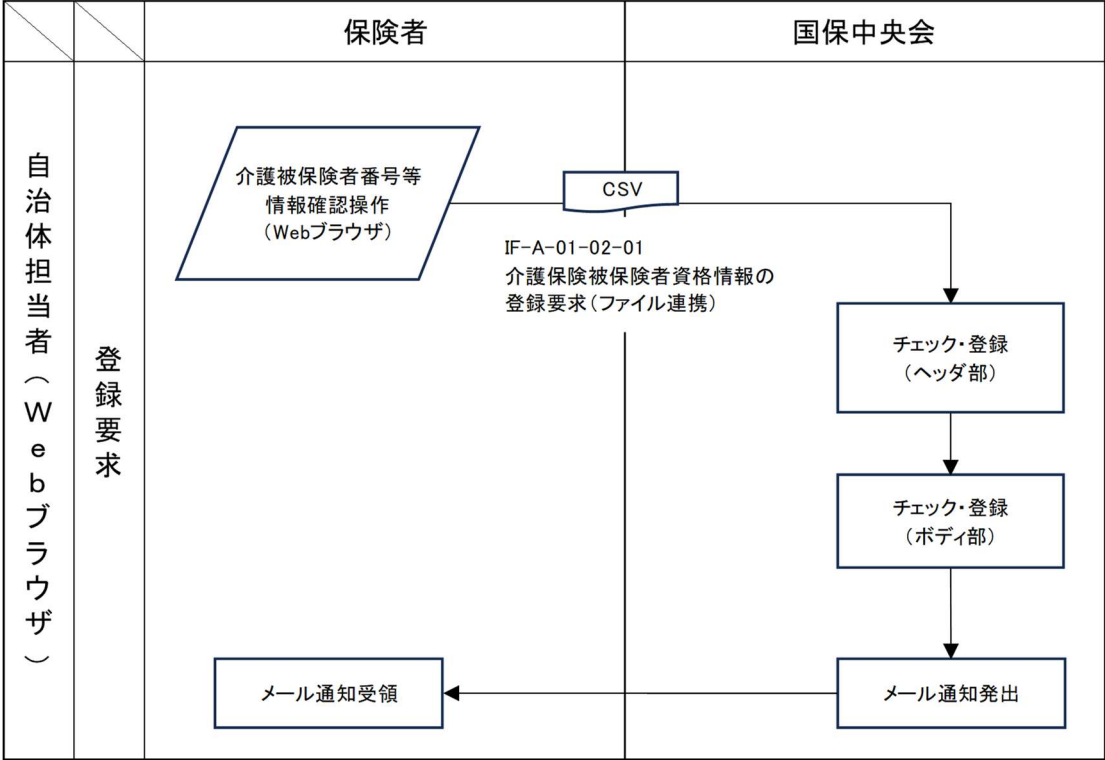 保険者
国保中央会
自治体担当者（Webブラウザ）
登録要求
介護被保険者番号等
情報確認操作
（Webブラウザ）
CSV
IF-A-01-02-01
介護保険被保険者資格情報の
登録要求（ファイル連携）
チェック・登録
（ヘッダ部）
チェック・登録
（ボディ部）
メール通知受領
メール通知発出